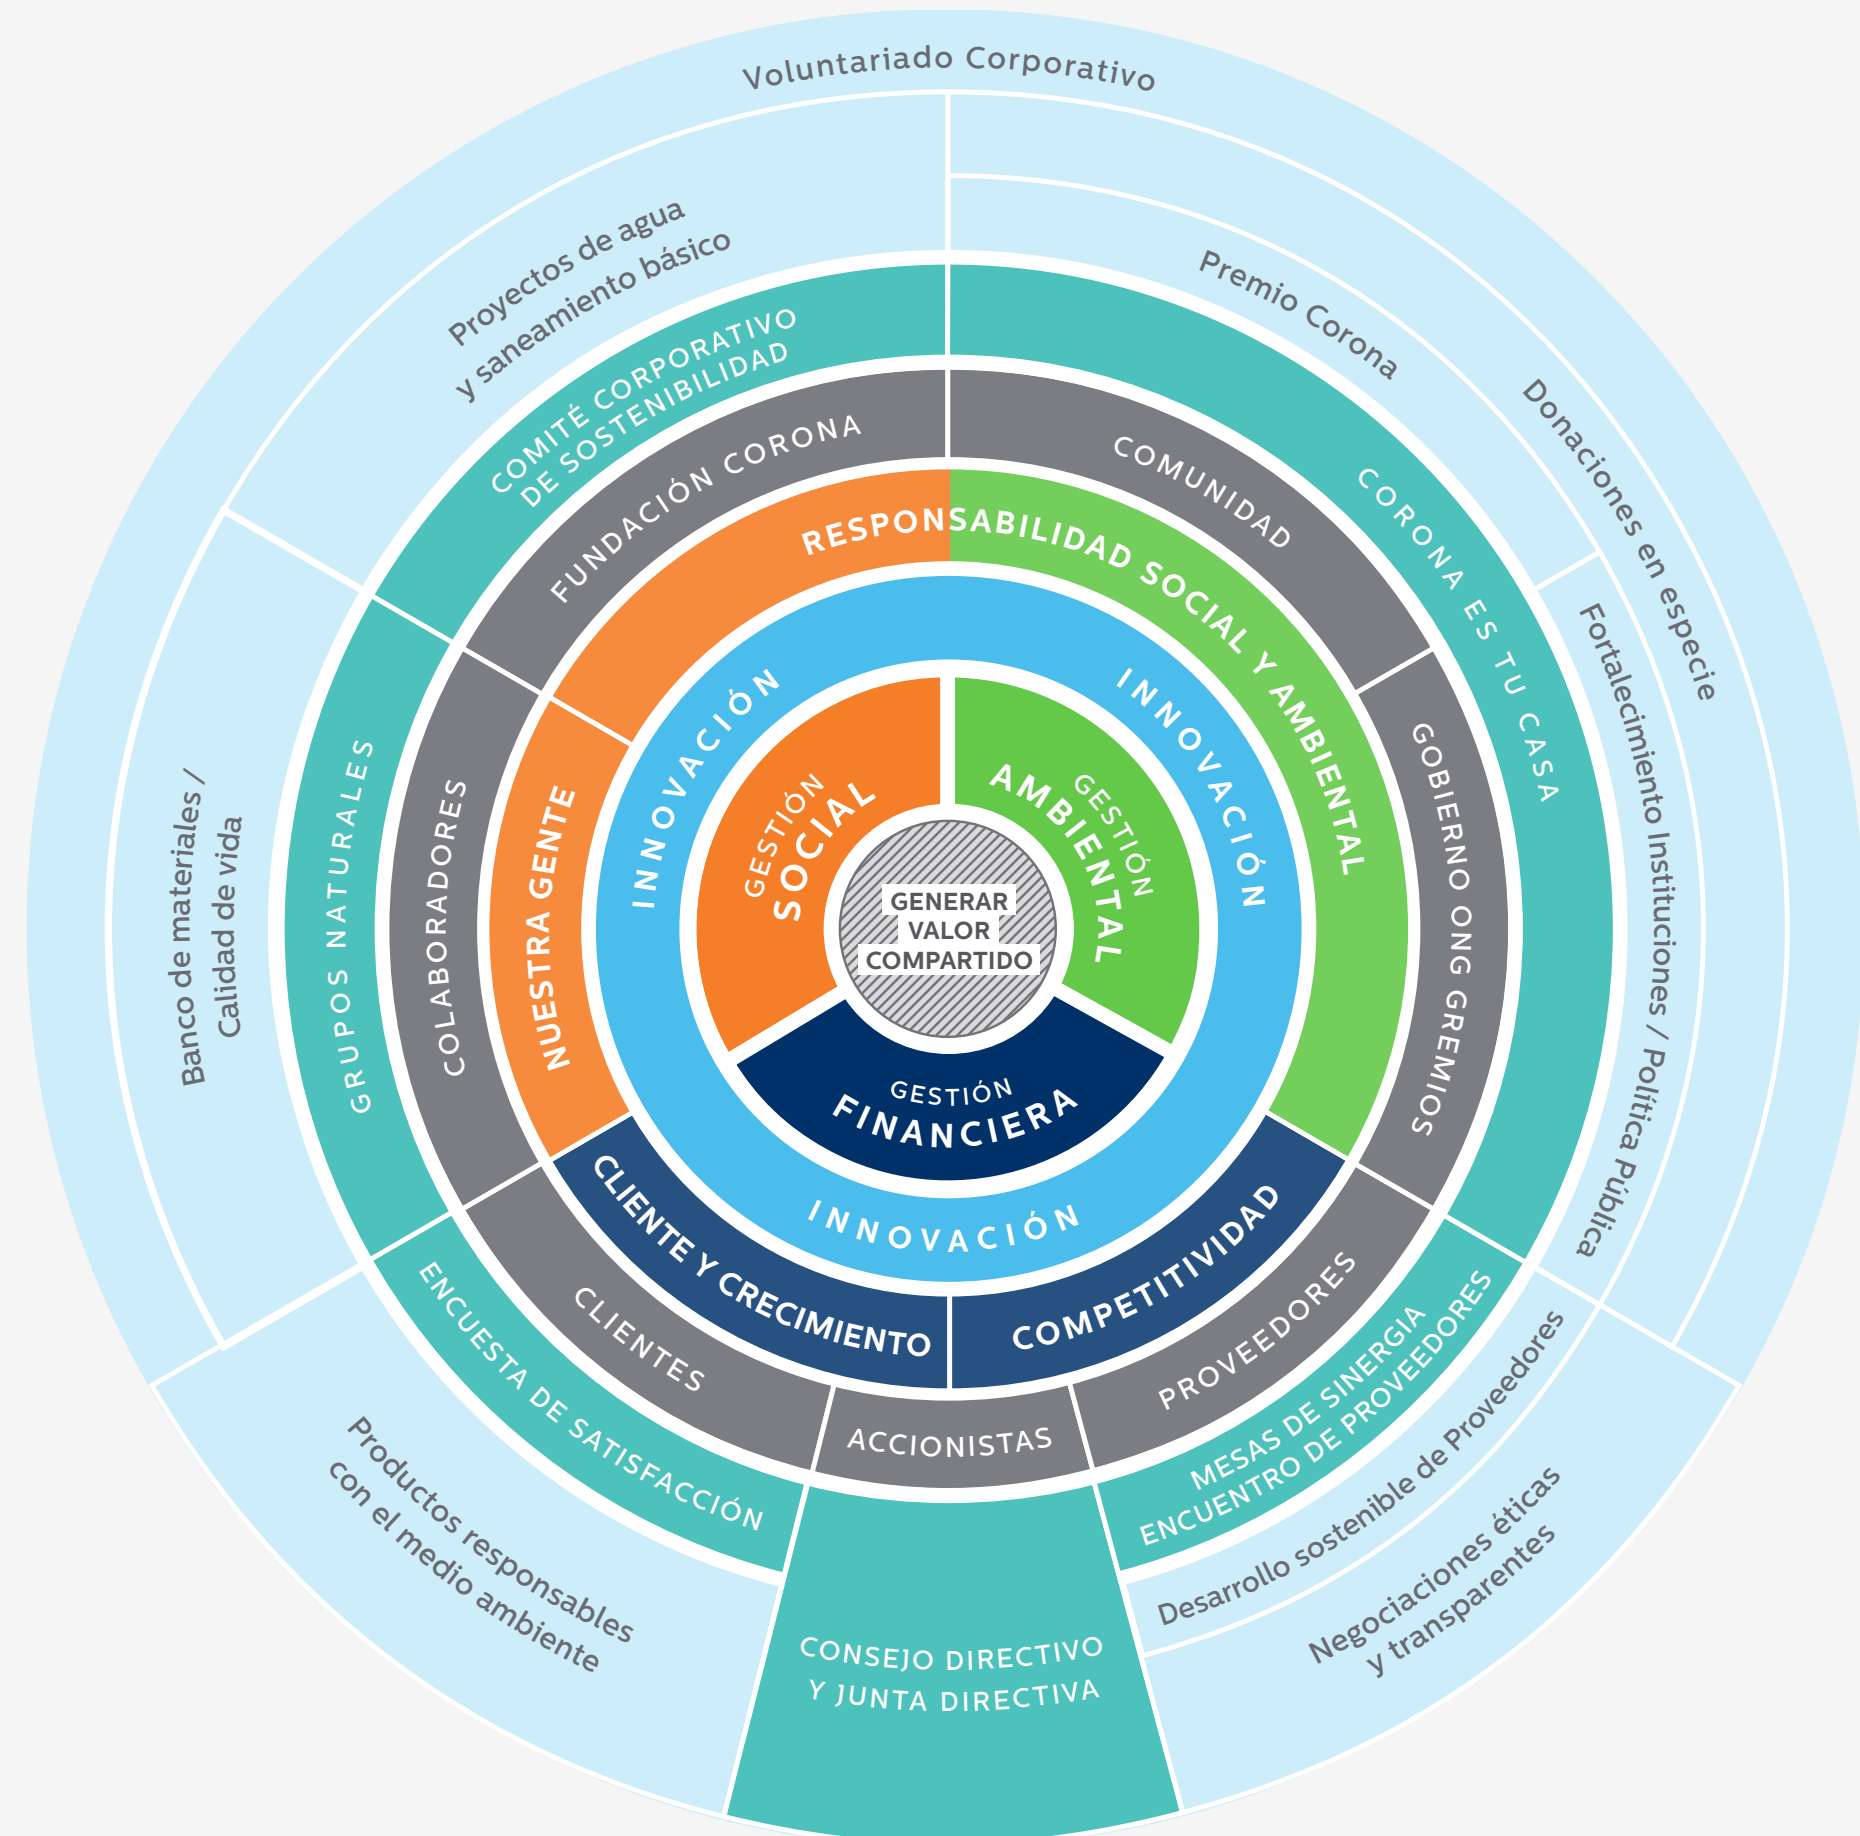 Voluntariado Corporativo
Proyectos de agua
y saneamiento básico
Premio Corona
Donaciones en especie
Fortalecimiento Instituciones / Política Pública
Banco de materiales /
Calidad de vida
Productos responsables
con el medio ambiente
Desarrollo sostenible de Proveedores
Negociaciones éticas
y transparentes
COMITÉ CORPORATIVO
DE SOSTENIBILIDAD
CORONA ES TU CASA
GRUPOS NATURALES
ENCUESTA DE SATISFACCIÓN
MESAS DE SINERGIA
ENCUENTRO DE PROVEEDORES
CONSEJO DIRECTIVO
Y JUNTA DIRECTIVA
FUNDACIÓN CORONA
COMUNIDAD
GOBIERNO ONG GREMIOS
COLABORADORES
CLIENTES
ACCIONISTAS
PROVEEDORES
RESPONSABILIDAD SOCIAL Y AMBIENTAL
NUESTRA GENTE
CLIENTE Y CRECIMIENTO
COMPETITIVIDAD
INNOVACIÓN
INNOVACIÓN
INNOVACIÓN
GESTIÓN
SOCIAL
GESTIÓN
AMBIENTAL
GESTIÓN
FINANCIERA
GENERAR
VALOR
COMPARTIDO